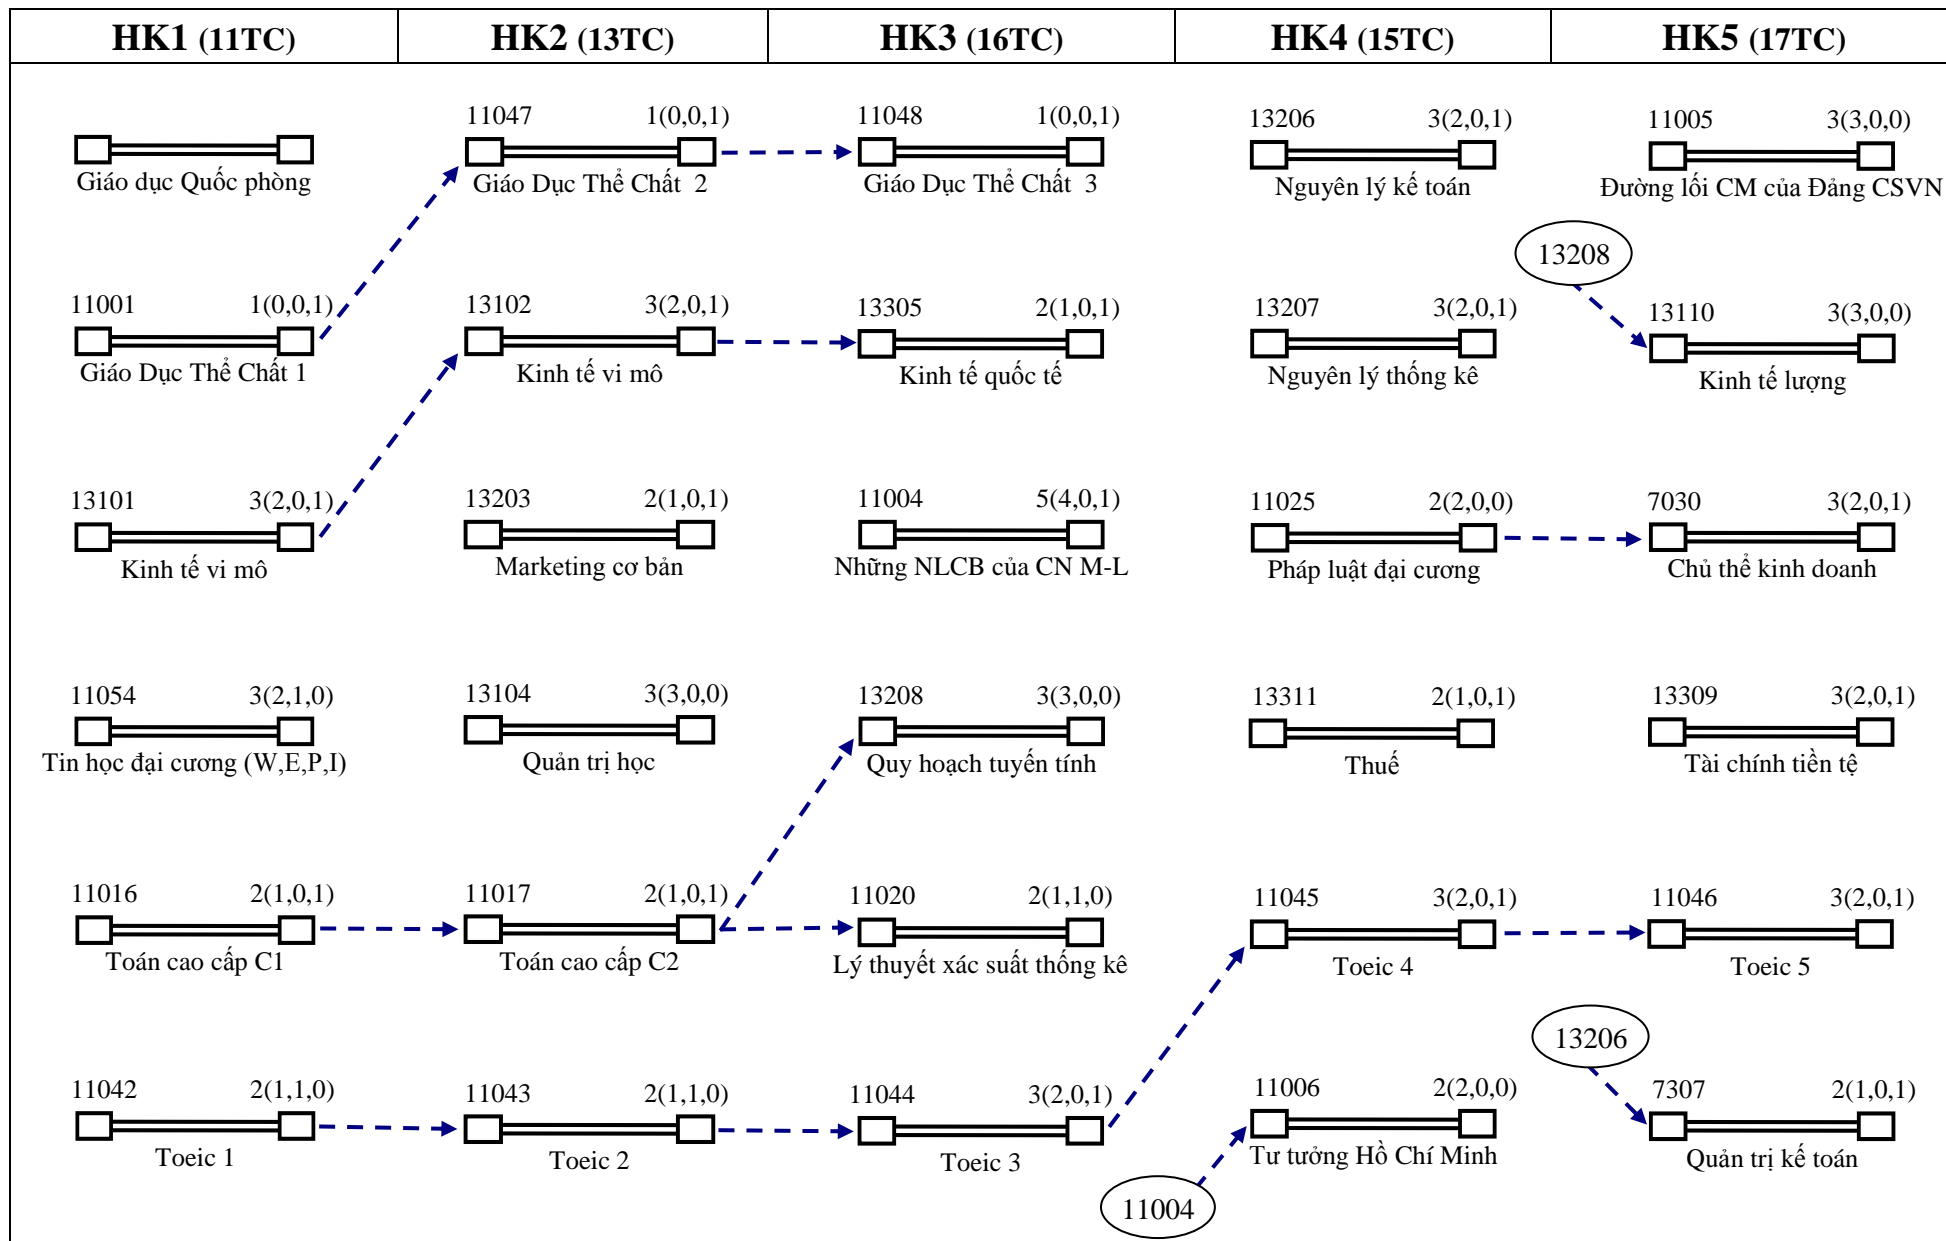 HK1 (11TC)
HK2 (13TC)
HK3 (16TC)
HK4 (15TC)
HK5 (17TC)
Giáo dục Quốc phòng
11047 1(0,0,1)
Giáo Dục Thể Chất 2
11048 1(0,0,1)
Giáo Dục Thể Chất 3
13206 3(2,0,1)
Nguyên lý kế toán
11005 3(3,0,0)
Đường lối CM của Đảng CSVN
13208
11001 1(0,0,1)
Giáo Dục Thể Chất 1
13102 3(2,0,1)
Kinh tế vi mô
13305 2(1,0,1)
Kinh tế quốc tế
13207 3(2,0,1)
Nguyên lý thống kê
13110 3(3,0,0)
Kinh tế lượng
13101 3(2,0,1)
Kinh tế vi mô
13203 2(1,0,1)
Marketing cơ bản
11004 5(4,0,1)
Những NLCB của CN M-L
11025 2(2,0,0)
Pháp luật đại cương
7030 3(2,0,1)
Chủ thể kinh doanh
11054 3(2,1,0)
Tin học đại cương (W,E,P,I)
13104 3(3,0,0)
Quản trị học
13208 3(3,0,0)
Quy hoạch tuyến tính
13311 2(1,0,1)
Thuế
13309 3(2,0,1)
Tài chính tiền tệ
11016 2(1,0,1)
Toán cao cấp C1
11017 2(1,0,1)
Toán cao cấp C2
11020 2(1,1,0)
Lý thuyết xác suất thống kê
11045 3(2,0,1)
Toeic 4
11046 3(2,0,1)
Toeic 5
13206
11042 2(1,1,0)
Toeic 1
11043 2(1,1,0)
Toeic 2
11044 3(2,0,1)
Toeic 3
11006 2(2,0,0)
Tư tưởng Hồ Chí Minh
7307 2(1,0,1)
Quản trị kế toán
11004